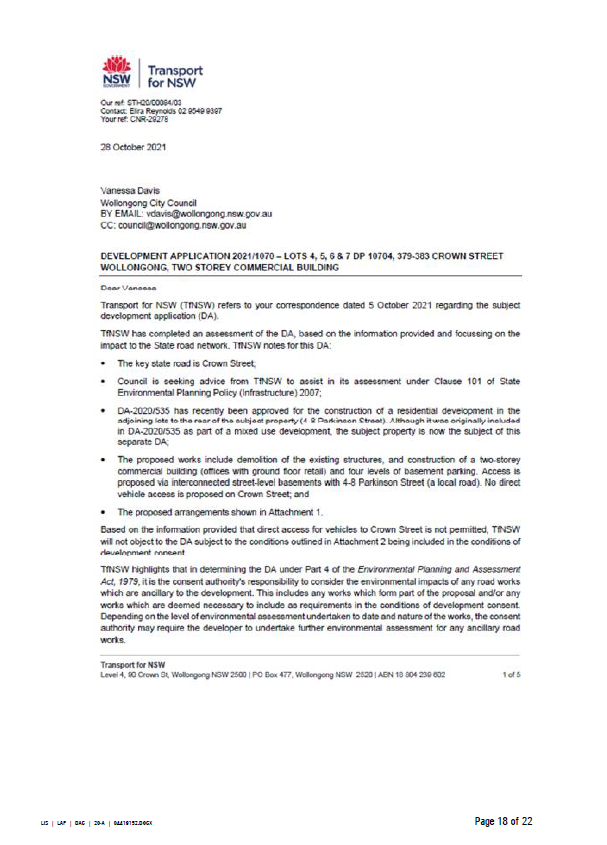 NSW
GOVERNMENT
Transport
for NSW
Our ref: STH20/00084/03
Contact: Elira Reynolds 02 9549 9397
Your ref: CNR-29278
28 October 2021
Vanessa Davis
Wollongong City Council
BY EMAIL: vdavis@wollongong.nsw.gov.au
CC: council@wollongong.nsw.gov.au
DEVELOPMENT APPLICATION 2021/1070 – LOTS 4, 5, 6 & 7 DP 10704, 379-383 CROWN STREET
WOLLONGONG, TWO STOREY COMMERCIAL BUILDING
Dear Vanessa
Transport for NSW (TfNSW) refers to your correspondence dated 5 October 2021 regarding the subject
development application (DA).
TfNSW has completed an assessment of the DA, based on the information provided and focussing on the
impact to the State road network. TfNSW notes for this DA:
• The key state road is Crown Street;
• Council is seeking advice from TfNSW to assist in its assessment under Clause 101 of State
Environmental Planning Policy (Infrastructure) 2007;
• DA-2020/535 has recently been approved for the construction of a residential development in the
adjoining lots to the rear of the subject property (4-8 Parkinson Street). Although it was originally included
in DA-2020/535 as part of a mixed use development, the subject property is now the subject of this
separate DA;
• The proposed works include demolition of the existing structures, and construction of a two-storey
commercial building (offices with ground floor retail) and four levels of basement parking. Access is
proposed via interconnected street-level basements with 4-8 Parkinson Street (a local road). No direct
vehicle access is proposed on Crown Street; and
• The proposed arrangements shown in Attachment 1.
Based on the information provided that direct access for vehicles to Crown Street is not permitted, TfNSW
will not object to the DA subject to the conditions outlined in Attachment 2 being included in the conditions of
development consent.
TfNSW highlights that in determining the DA under Part 4 of the Environmental Planning and Assessment
Act, 1979, it is the consent authority's responsibility to consider the environmental impacts of any road works
which are ancillary to the development. This includes any works which form part of the proposal and/or any
works which are deemed necessary to include as requirements in the conditions of development consent.
Depending on the level of environmental assessment undertaken to date and nature of the works, the consent
authority may require the developer to undertake further environmental assessment for any ancillary road
works.
Transport for NSW
Level 4, 90 Crown St, Wollongong NSW 2500 | PO Box 477, Wollongong NSW 2520 | ABN 18 804 239 602 1 of 5
LIS | LAP | DAG | 20-A | 04418152.DOCX Page 18 of 22